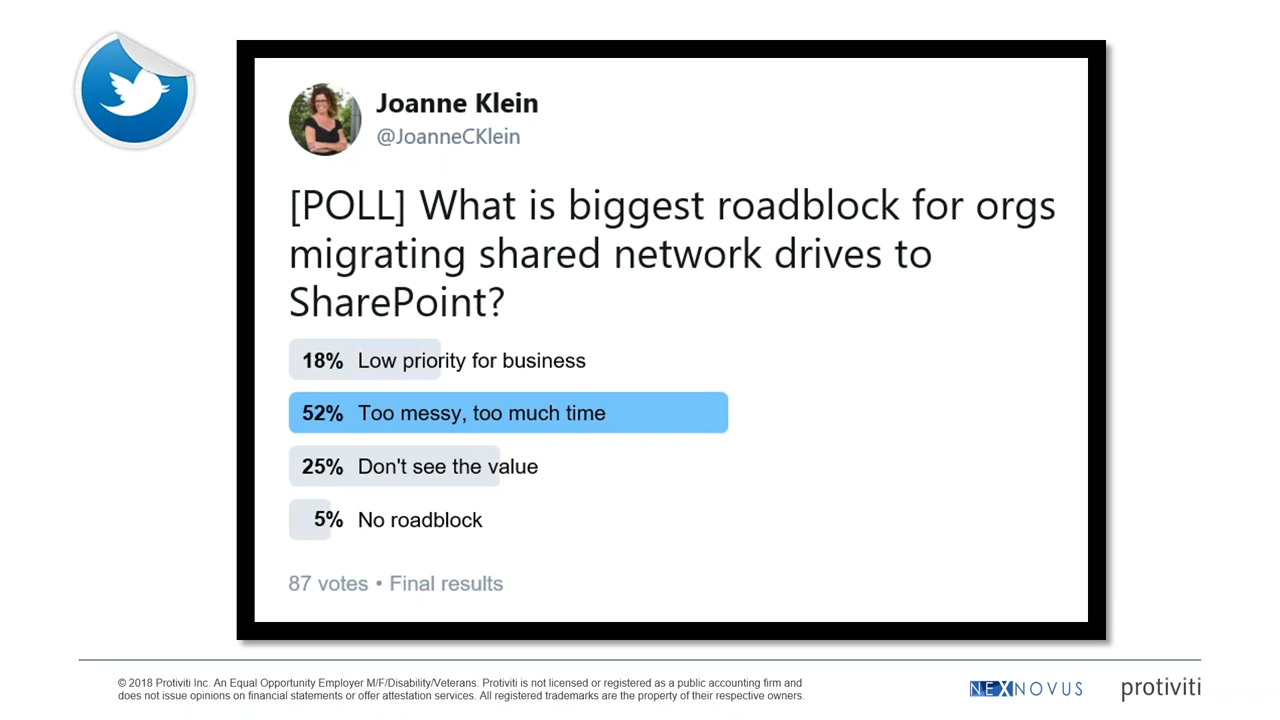 Joanne Klein
@JoanneCKlein
[POLL] What is biggest roadblock for orgs
migrating shared network drives to
SharePoint?
18% Low priority for business
52% Too messy, too much time
25% Don't see the value
5% No roadblock
87 votes • Final results
© 2018 Protiviti Inc. An Equal Opportunity Employer M/F/Disability/Veterans. Protiviti is not licensed or registered as a public accounting firm and
does not issue opinions on financial statements or offer attestation services. All registered trademarks are the property of their respective owners.
NEXNOVUS protiviti